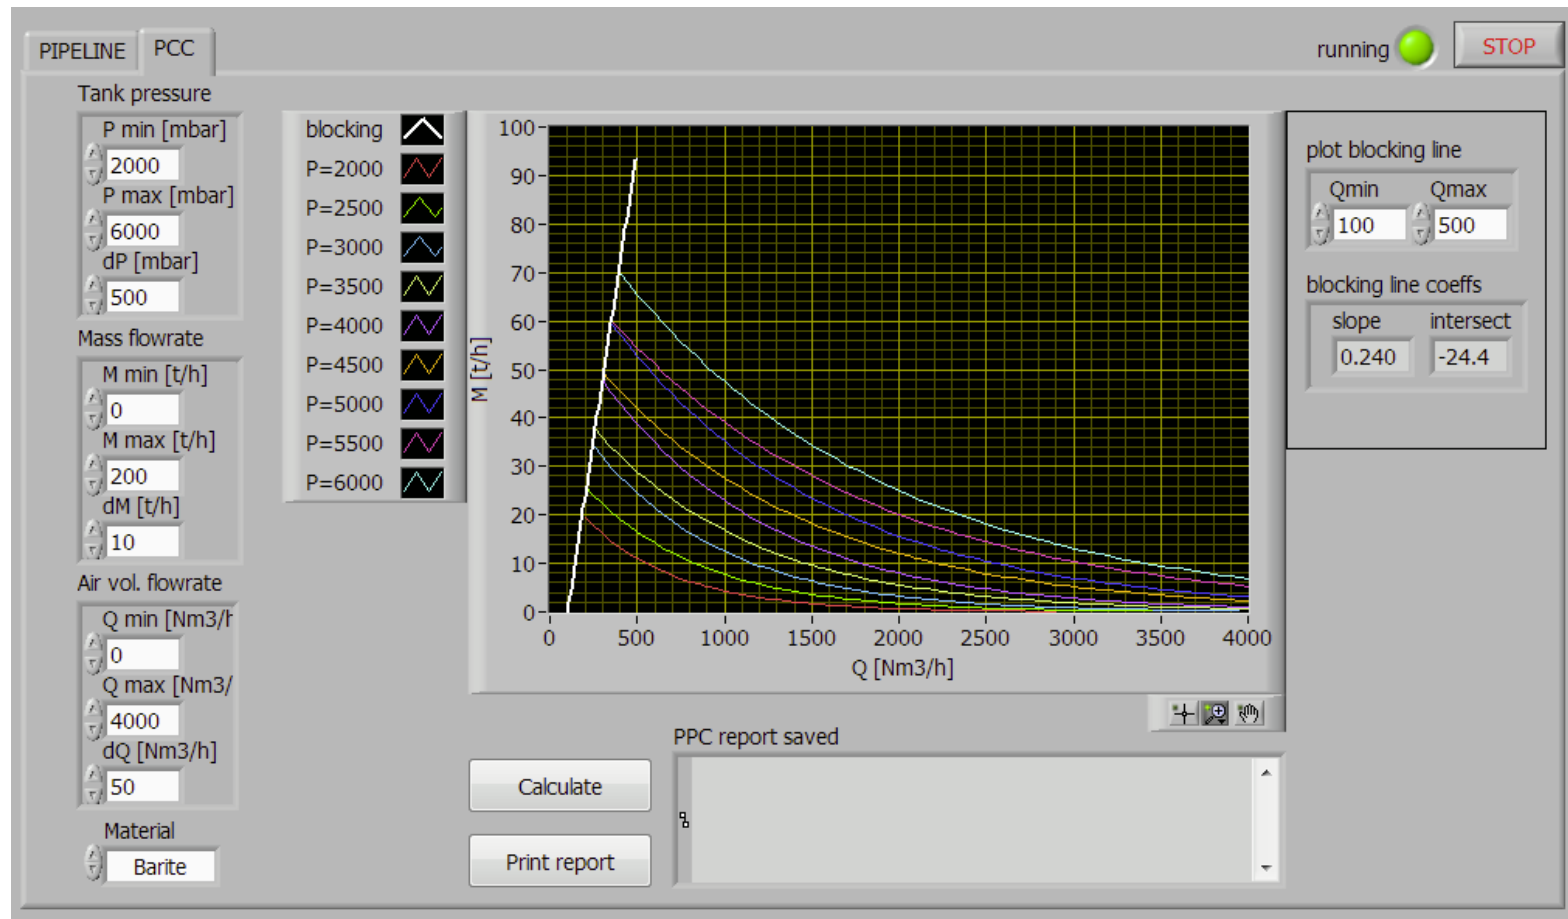 PIPELINE
PCC
running
STOP
Tank pressure
P min [mbar]
2000
P max [mbar]
6000
dP [mbar]
500
Mass flowrate
M min [t/h]
0
M max [t/h]
200
dM [t/h]
10
Air vol. flowrate
Q min [Nm3/h
0
Q max [Nm3/
4000
dQ [Nm3/h]
50
Material
Barite
blocking
P=2000
P=2500
P=3000
P=3500
P=4000
P=4500
P=5000
P=5500
P=6000
M [t/h]
100
90
80
70
60
50
40
30
20
10
0
0 500 1000 1500 2000 2500 3000 3500 4000
Q [Nm3/h]
plot blocking line
Qmin Qmax
100 500
blocking line coeffs
slope intersect
0.240 -24.4
Calculate
Print report
PPC report saved